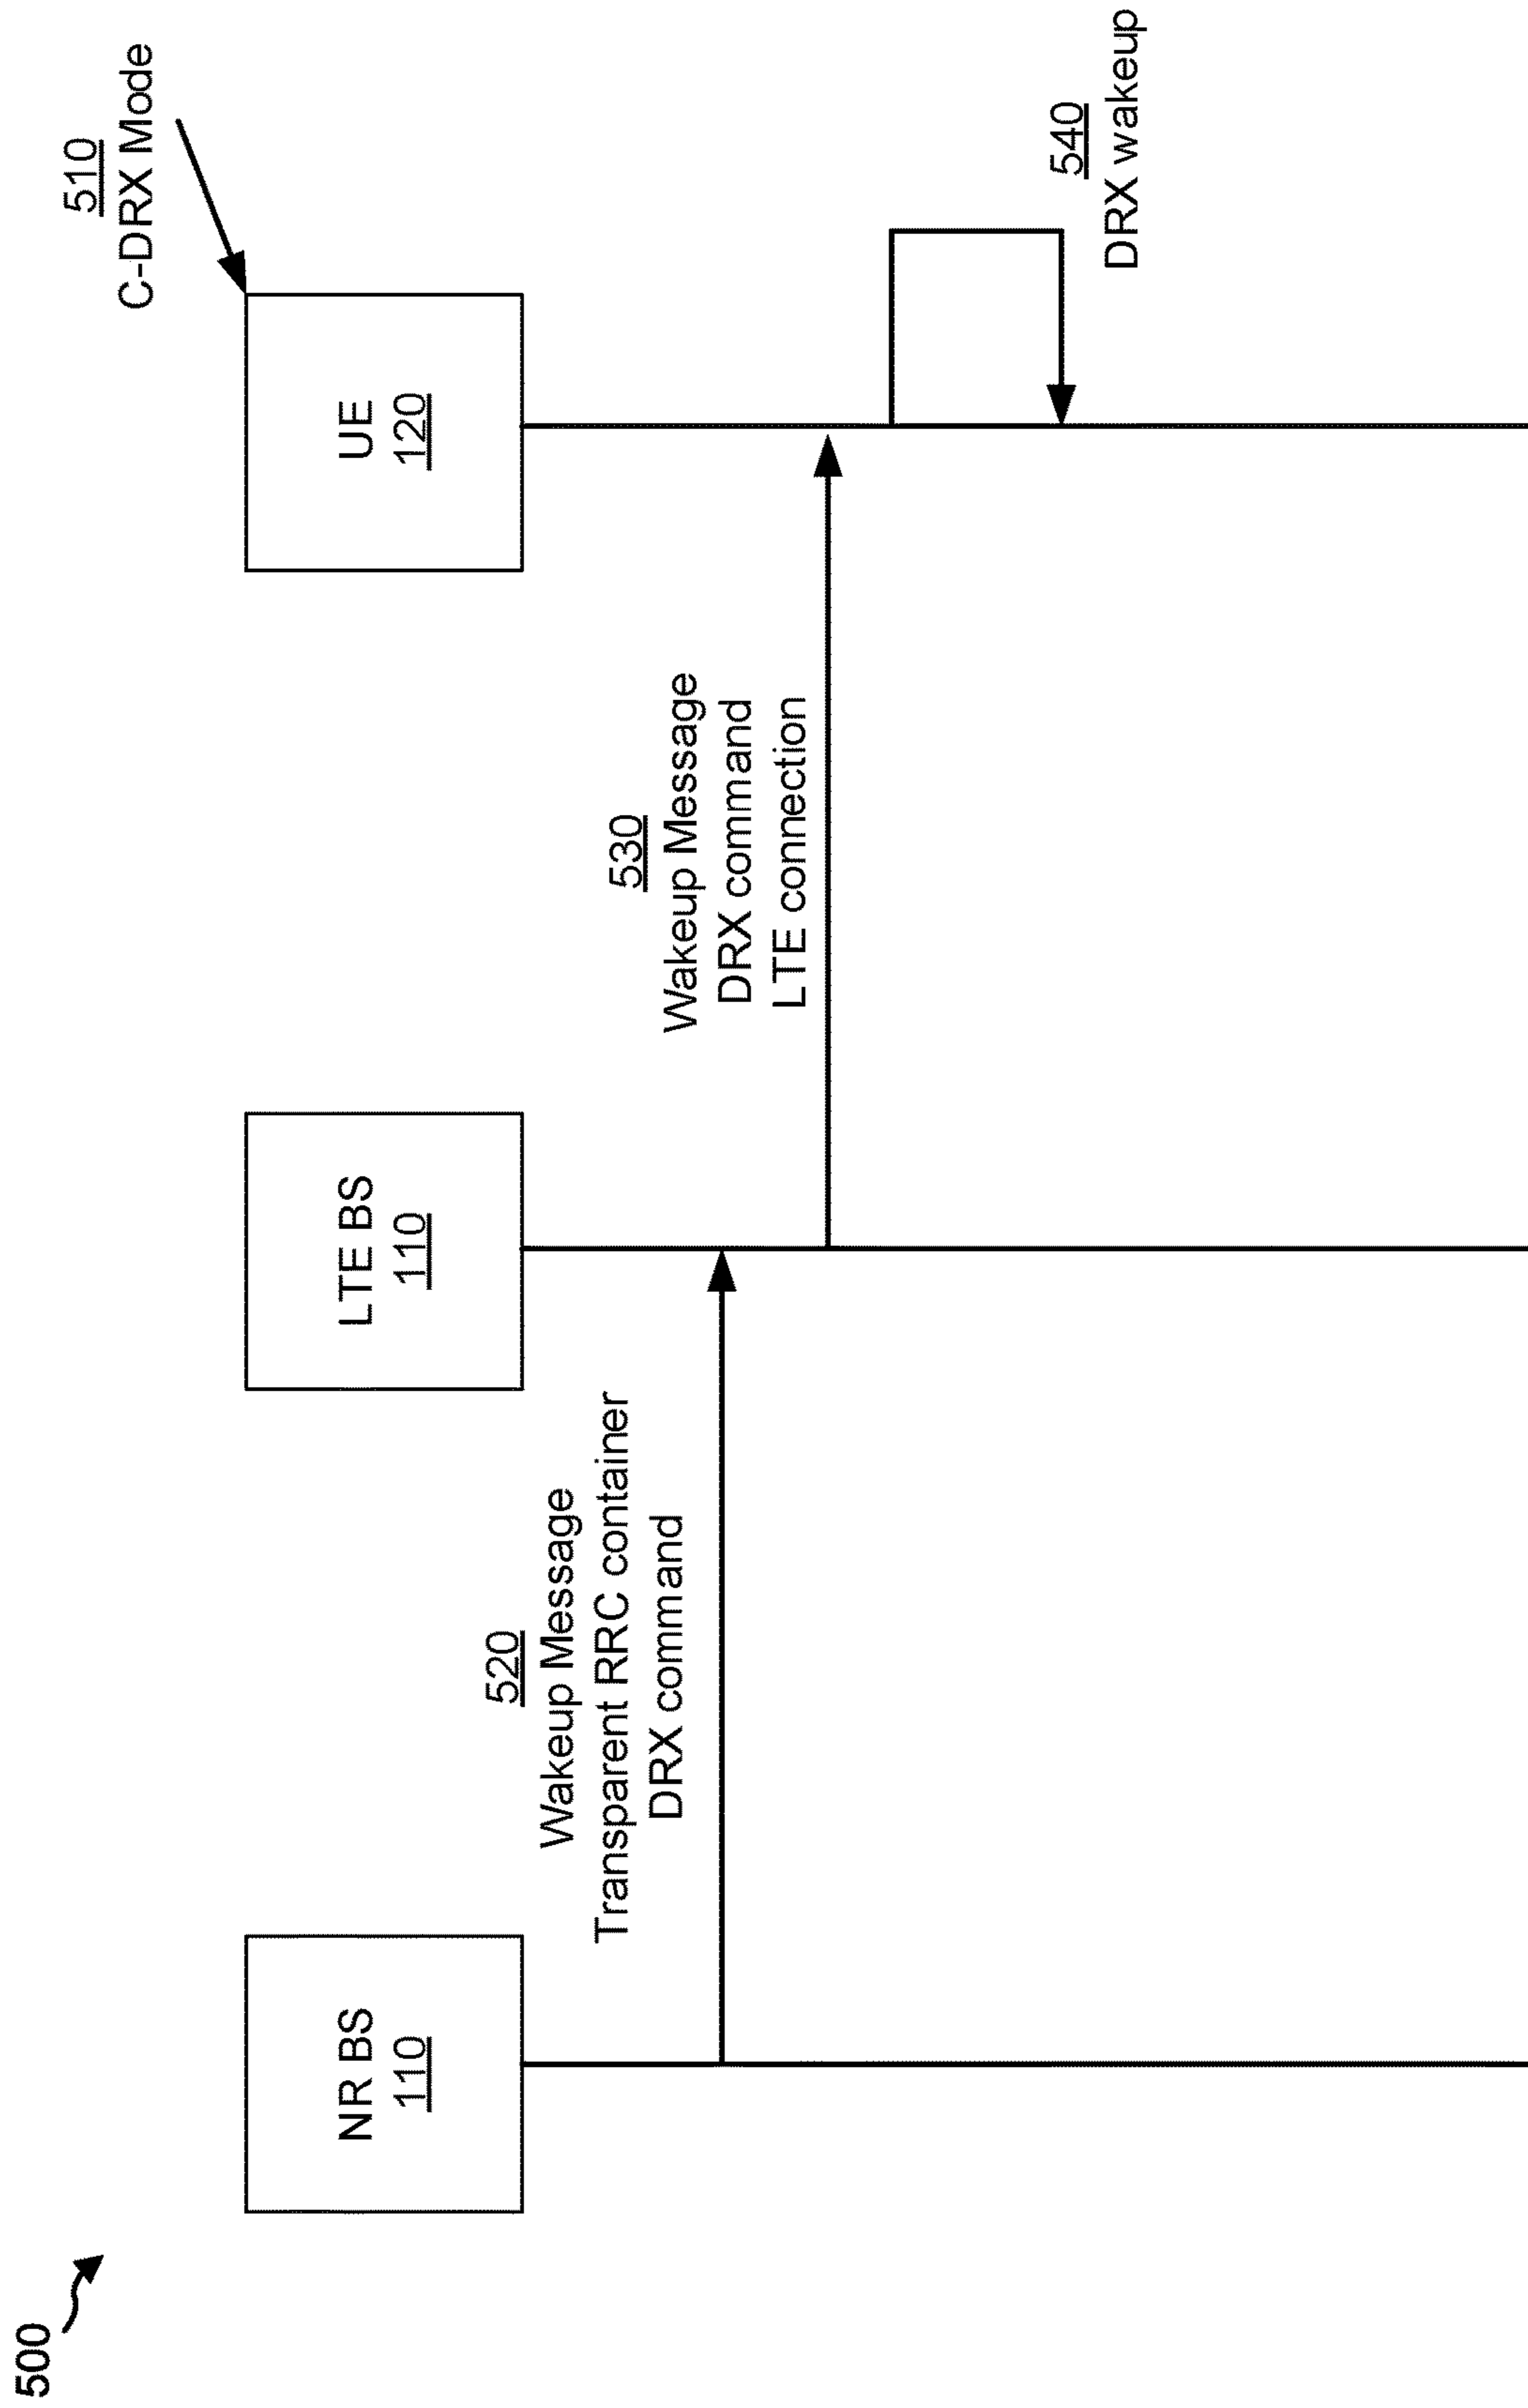 500
NR BS
110
LTE BS
110
UE
120
510
C-DRX Mode
520
Wakeup Message
Transparent RRC container
DRX command
530
Wakeup Message
DRX command
LTE connection
540
DRX wakeup